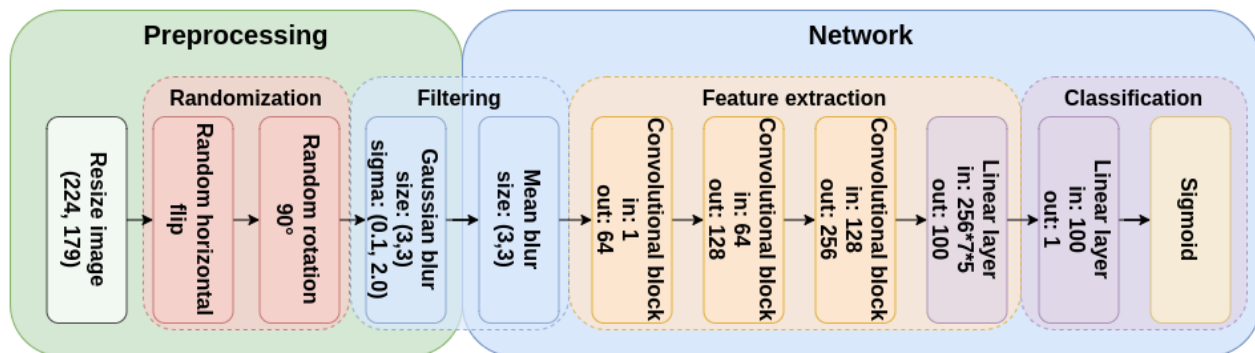 Preprocessing
Network
Randomization
Filtering
Feature extraction
Classification
Resize image
(224, 179)
Random horizontal
flip
Random rotation
90°
Gaussian blur
size: (3,3)
sigma: (0.1, 2.0)
Mean blur
size: (3,3)
Convolutional block
in: 1
out: 64
Convolutional block
in: 64
out: 128
Convolutional block
in: 128
out: 256
Linear layer
in: 256*7*5
out: 100
Linear layer
in: 100
out: 1
Sigmoid